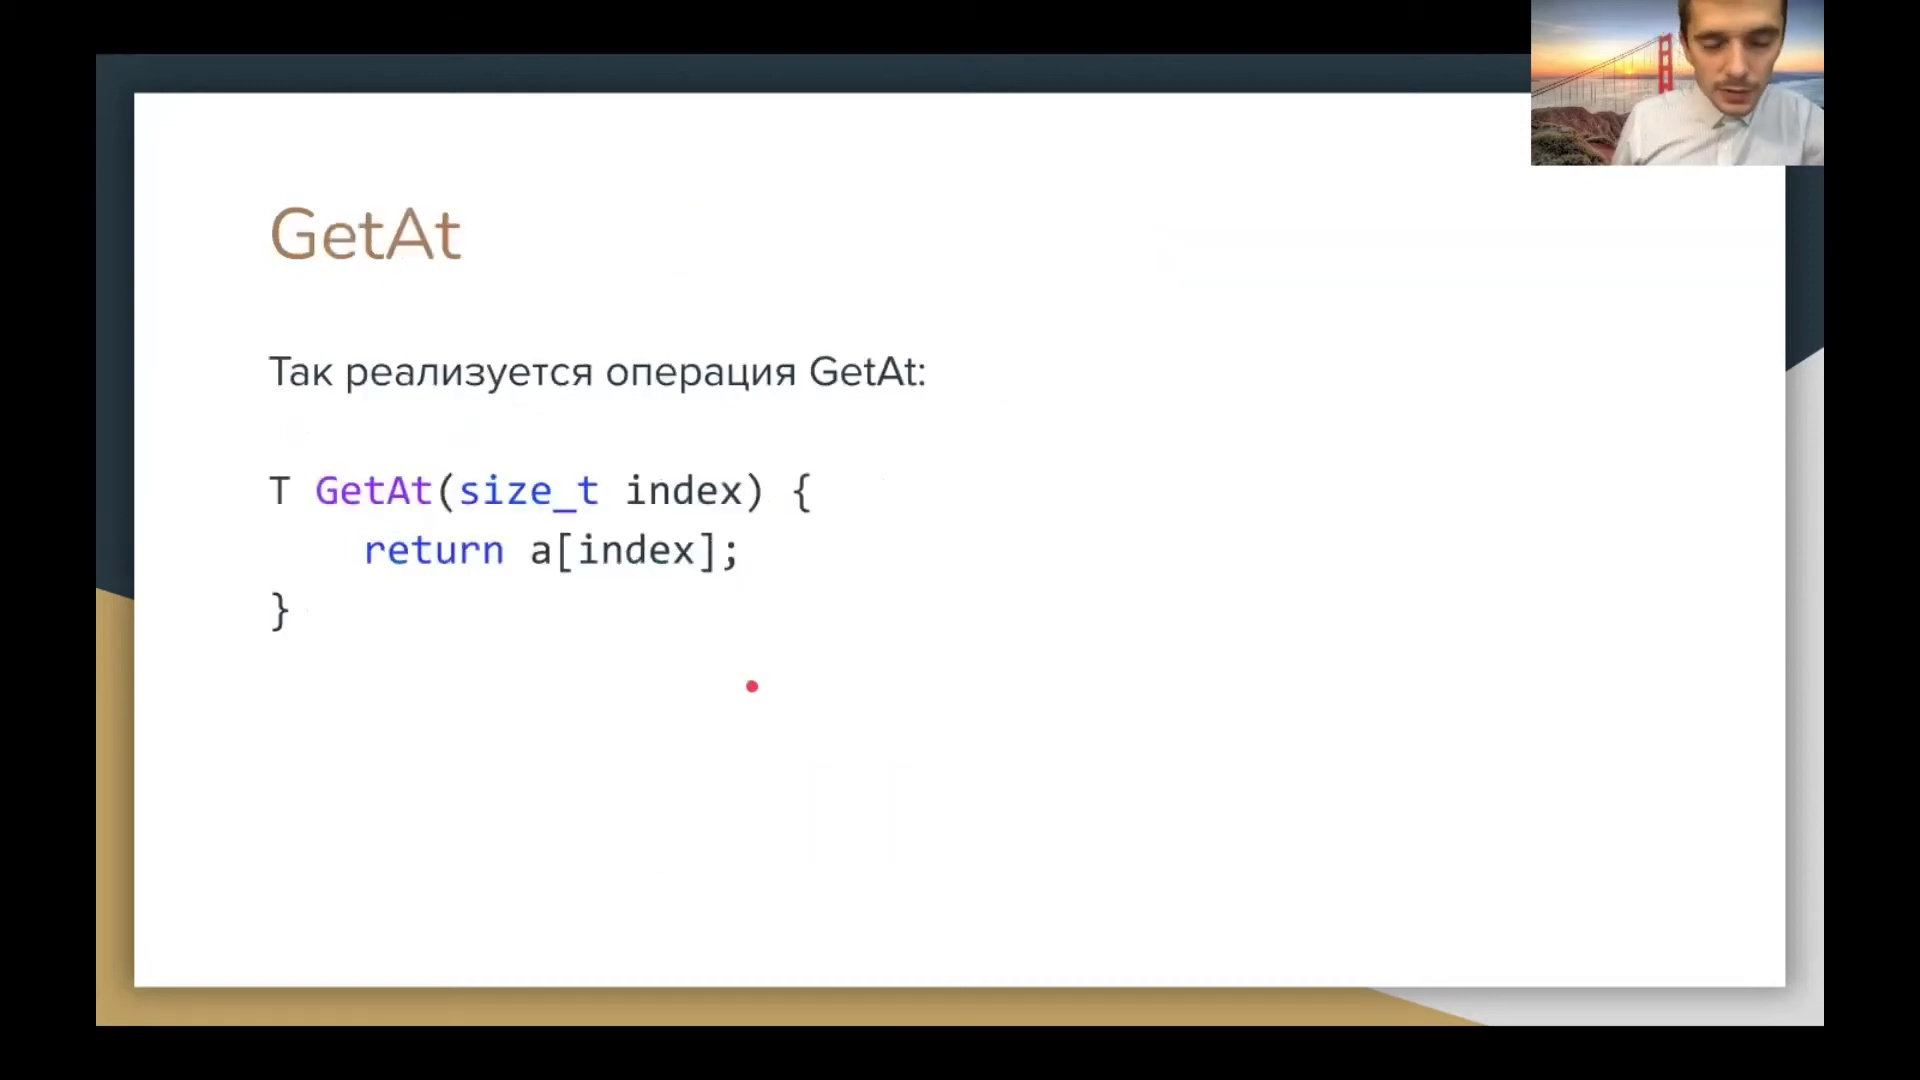 GetAt
Так реализуется операция GetAt:
T GetAt(size_t index) {
    return a[index];
}